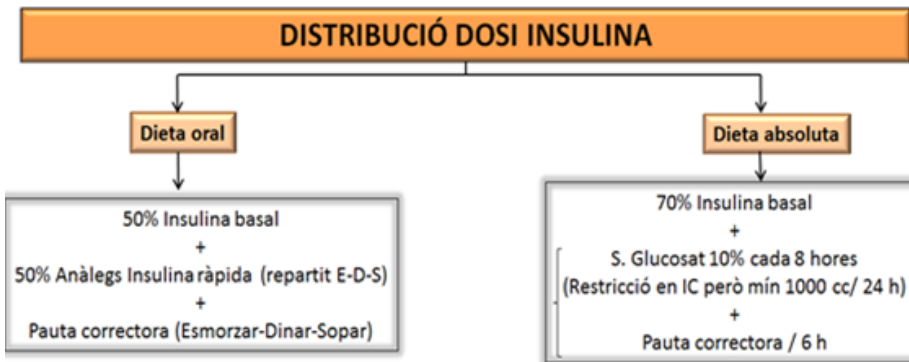 DISTRIBUCIÓ DOSI INSULINA
Dieta oral
50% Insulina basal
+
50% Anàlegs Insulina ràpida (repartit E-D-S)
+
Pauta correctora (Esmorzar-Dinar-Sopar)
Dieta absoluta
70% Insulina basal
+
S. Glucosat 10% cada 8 hores
(Restricció en IC però mín 1000 cc/ 24 h)
+
Pauta correctora / 6 h